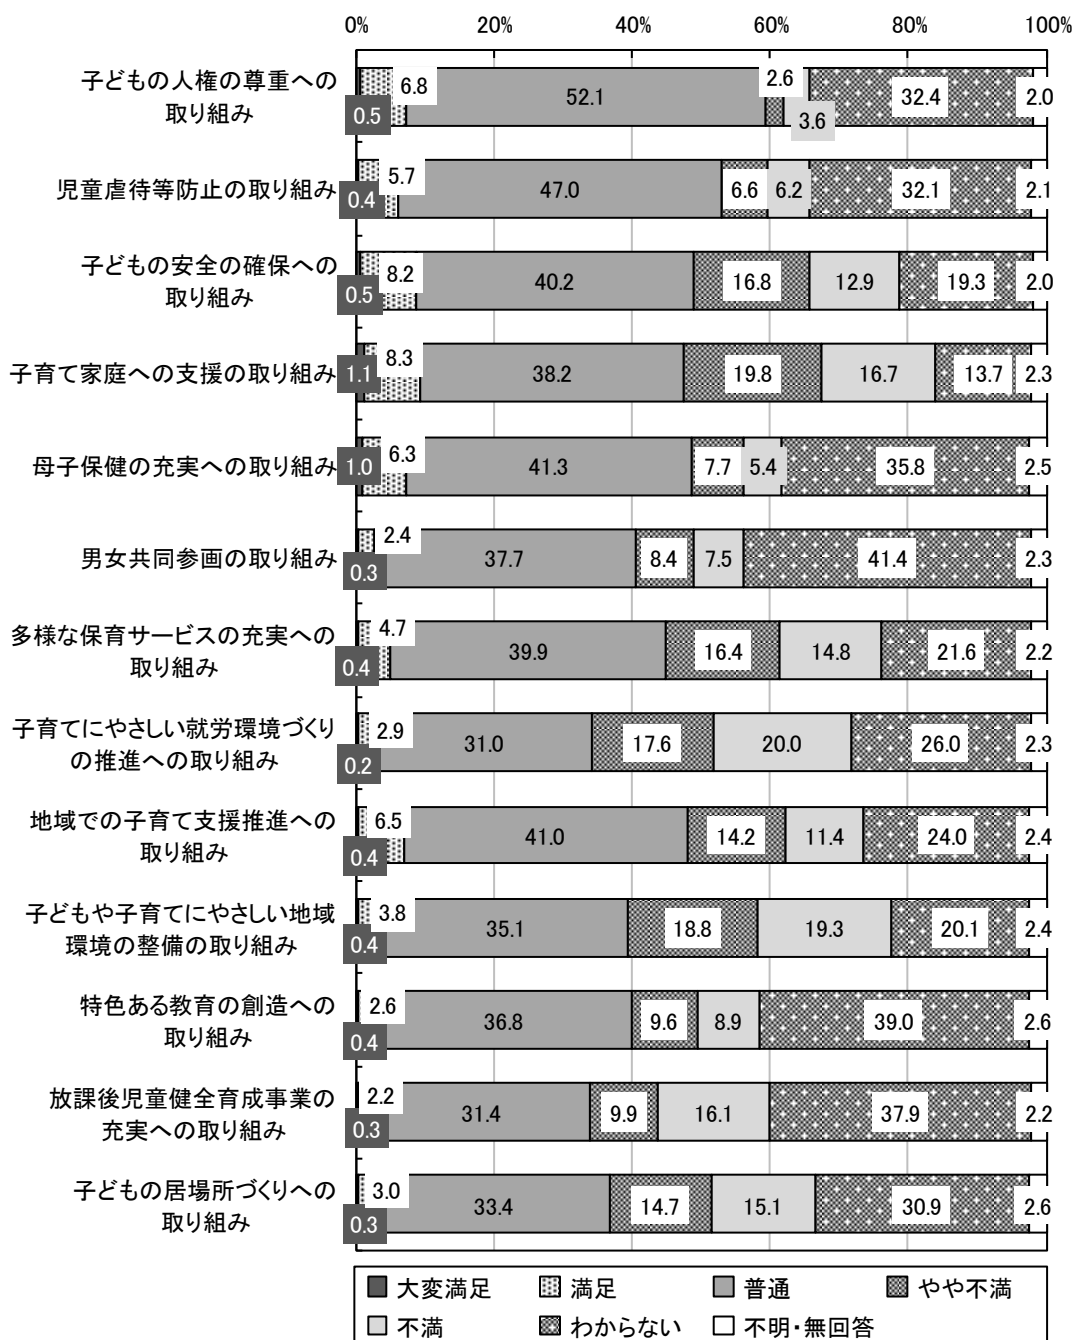 0% 20% 40% 60% 80% 100%
子どもの人権の尊重への
取り組み
0.5 6.8 52.1 2.6 3.6 32.4 2.0
児童虐待等防止の取り組み
0.4 5.7 47.0 6.6 6.2 32.1 2.1
子どもの安全の確保への
取り組み
0.5 8.2 40.2 16.8 12.9 19.3 2.0
子育て家庭への支援の取り組み
1.1 8.3 38.2 19.8 16.7 13.7 2.3
母子保健の充実への取り組み
1.0 6.3 41.3 7.7 5.4 35.8 2.5
男女共同参画の取り組み
0.3 2.4 37.7 8.4 7.5 41.4 2.3
多様な保育サービスの充実への
取り組み
0.4 4.7 39.9 16.4 14.8 21.6 2.2
子育てにやさしい就労環境づくり
の推進への取り組み
0.2 2.9 31.0 17.6 20.0 26.0 2.3
地域での子育て支援推進への
取り組み
0.4 6.5 41.0 14.2 11.4 24.0 2.4
子どもや子育てにやさしい地域
環境の整備の取り組み
0.4 3.8 35.1 18.8 19.3 20.1 2.4
特色ある教育の創造への
取り組み
0.4 2.6 36.8 9.6 8.9 39.0 2.6
放課後児童健全育成事業の
充実への取り組み
0.3 2.2 31.4 9.9 16.1 37.9 2.2
子どもの居場所づくりへの
取り組み
0.3 3.0 33.4 14.7 15.1 30.9 2.6
大変満足 満足 普通 やや不満
不満 わからない 不明・無回答